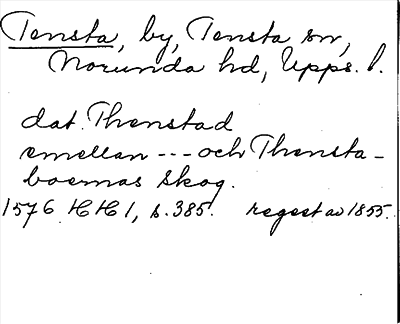 Tensta, by, Tensta sn,
Norunda hd, Upps. l.
dat. Thenstad
emellan --- och Thensta-
boernas skog.
1576 HH 1, s. 385. regest av 1855.